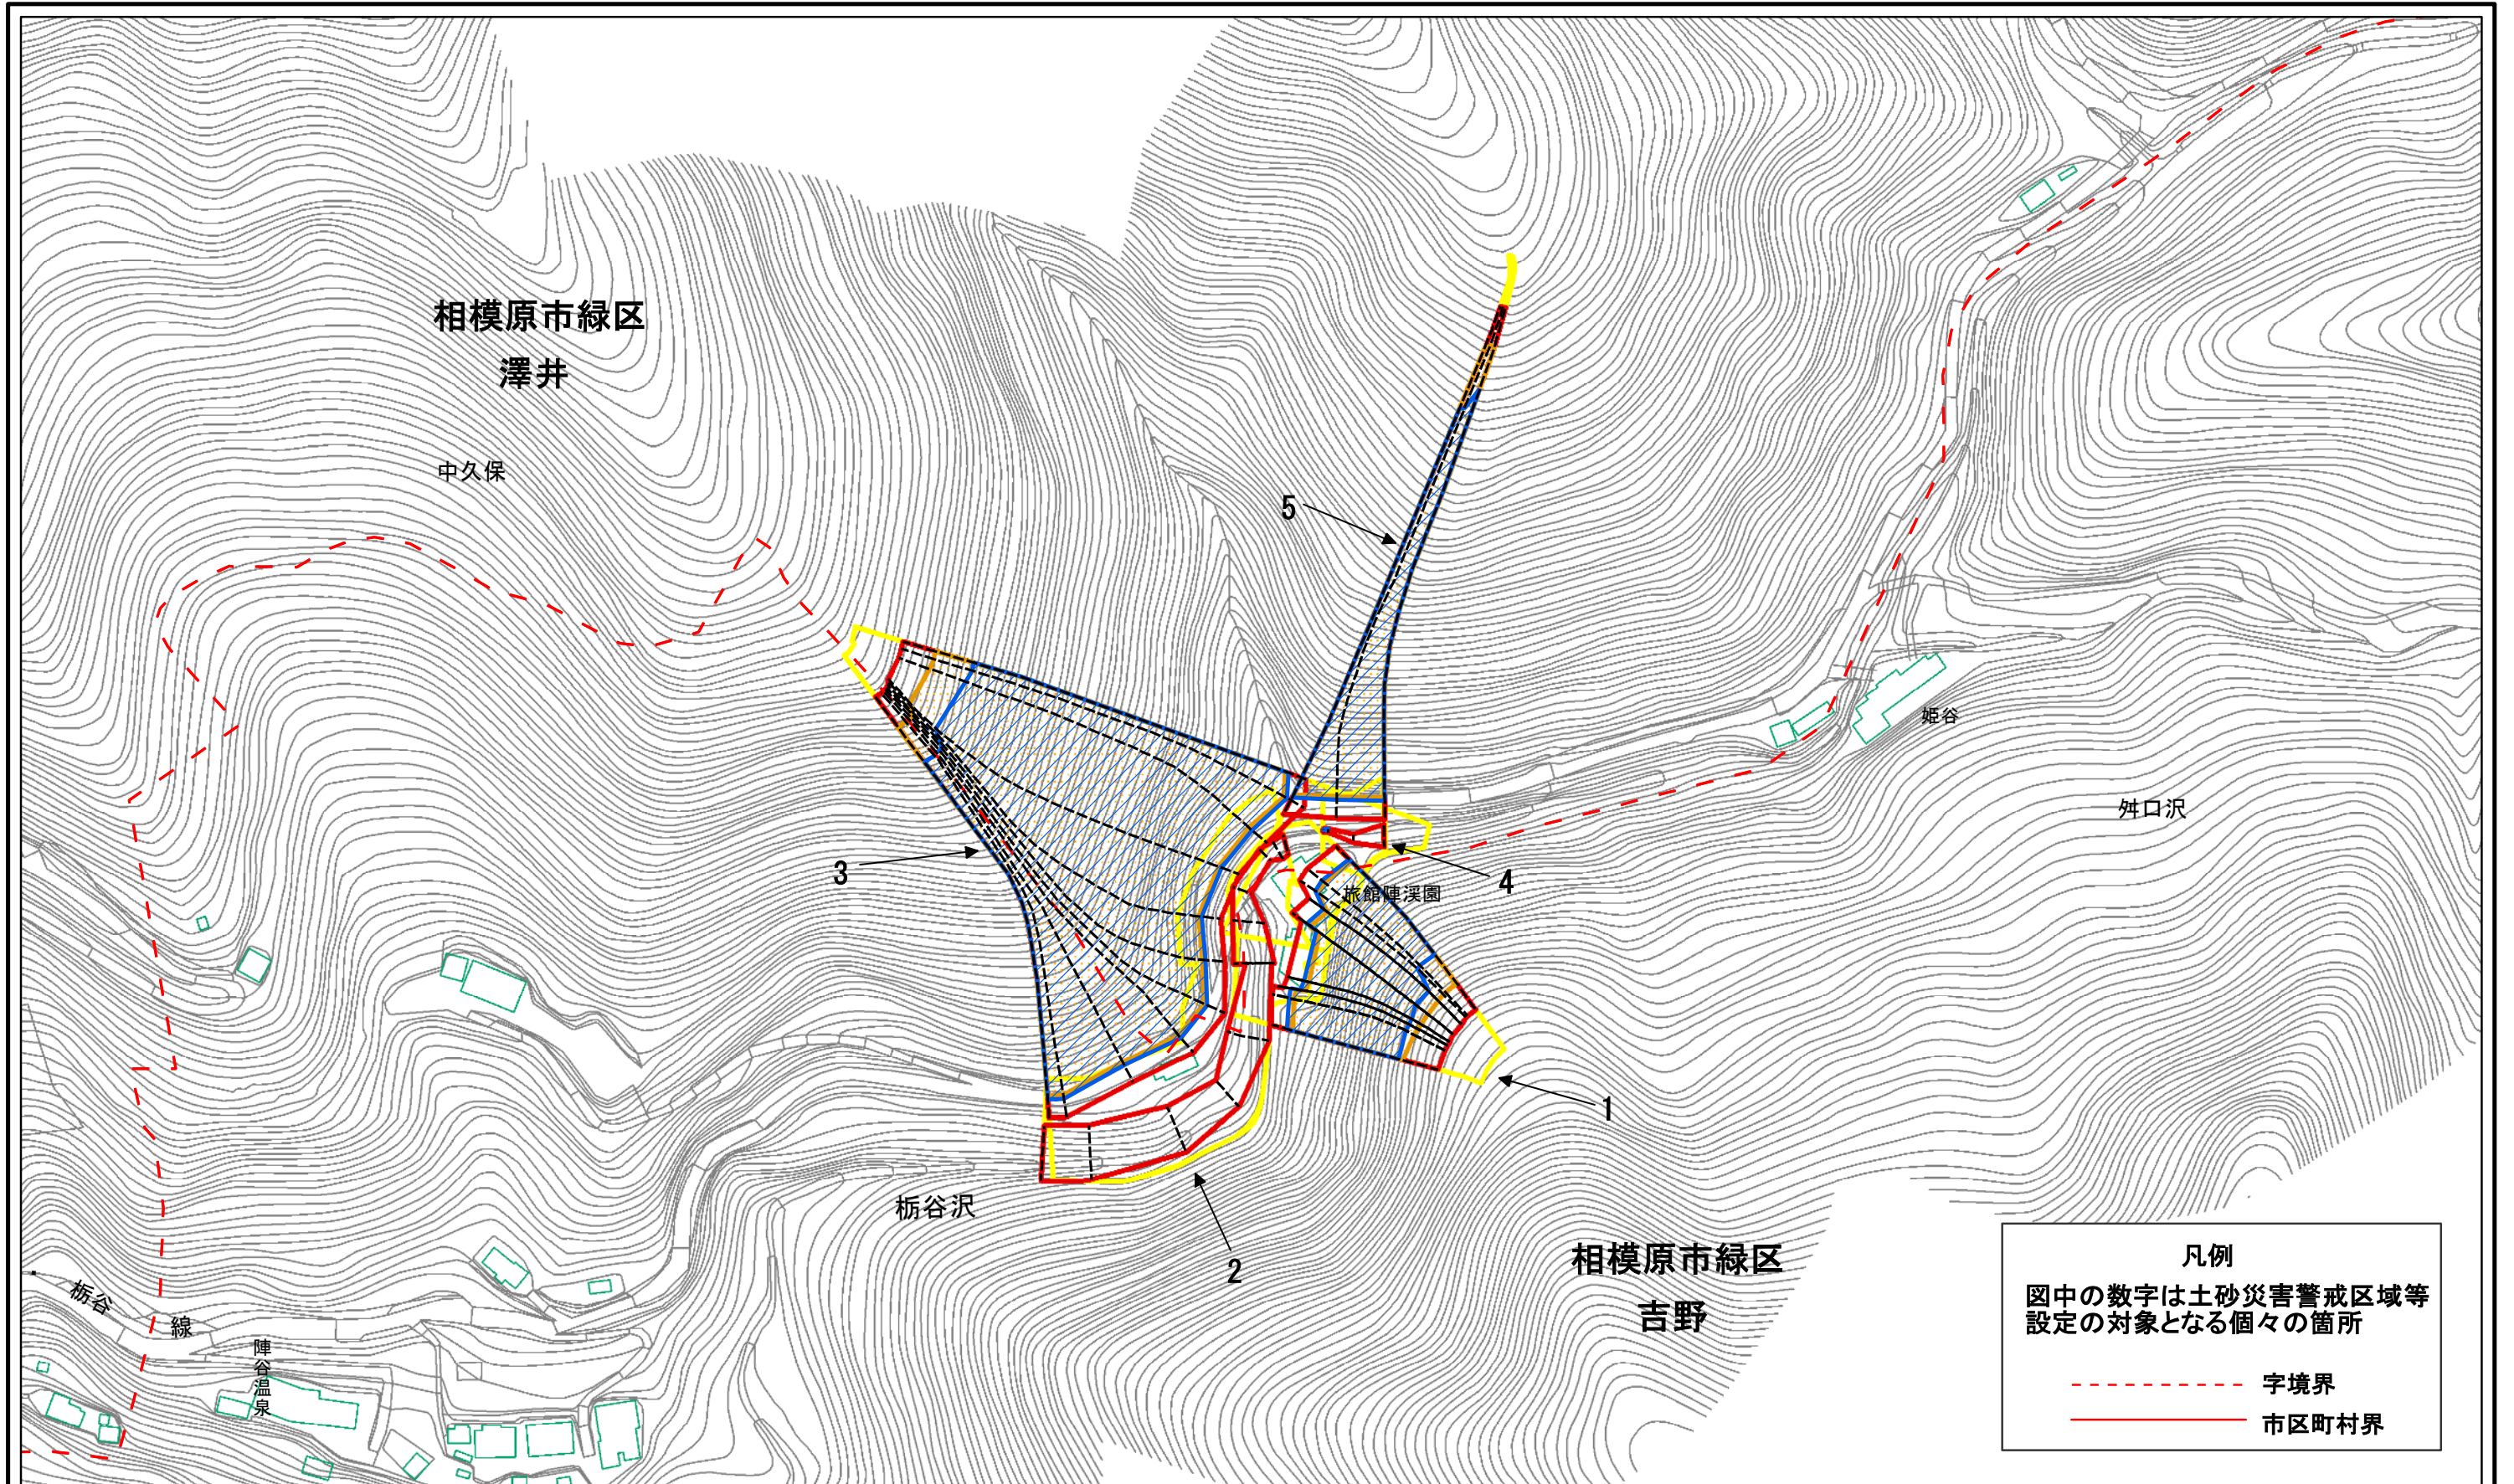 相模原市緑区
澤井
中久保
5
姫谷
舛口沢
3
4
旅館陣渓園
1
栃谷沢
2
相模原市緑区
吉野
栃谷
線
陣谷温泉
凡例
図中の数字は土砂災害警戒区域等
設定の対象となる個々の箇所
字境界
市区町村界